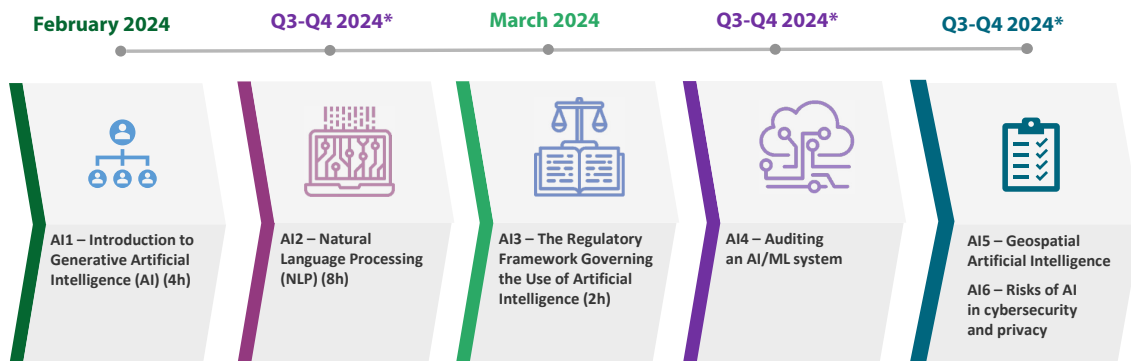 February 2024
Q3-Q4 2024*
March 2024
Q3-Q4 2024*
Q3-Q4 2024*
AI1 – Introduction to
Generative Artificial
Intelligence (AI) (4h)
AI2 – Natural
Language Processing
(NLP) (8h)
AI3 – The Regulatory
Framework Governing
the Use of Artificial
Intelligence (2h)
AI4 – Auditing
an AI/ML system
AI5 – Geospatial
Artificial Intelligence
AI6 – Risks of AI
in cybersecurity
and privacy